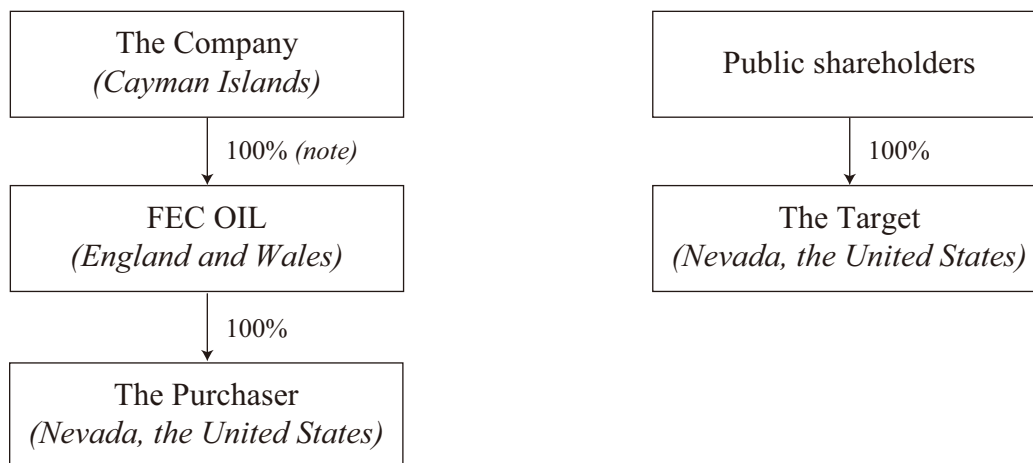 The Company
(Cayman Islands)
100% (note)
FEC OIL
(England and Wales)
100%
The Purchaser
(Nevada, the United States)
Public shareholders
100%
The Target
(Nevada, the United States)